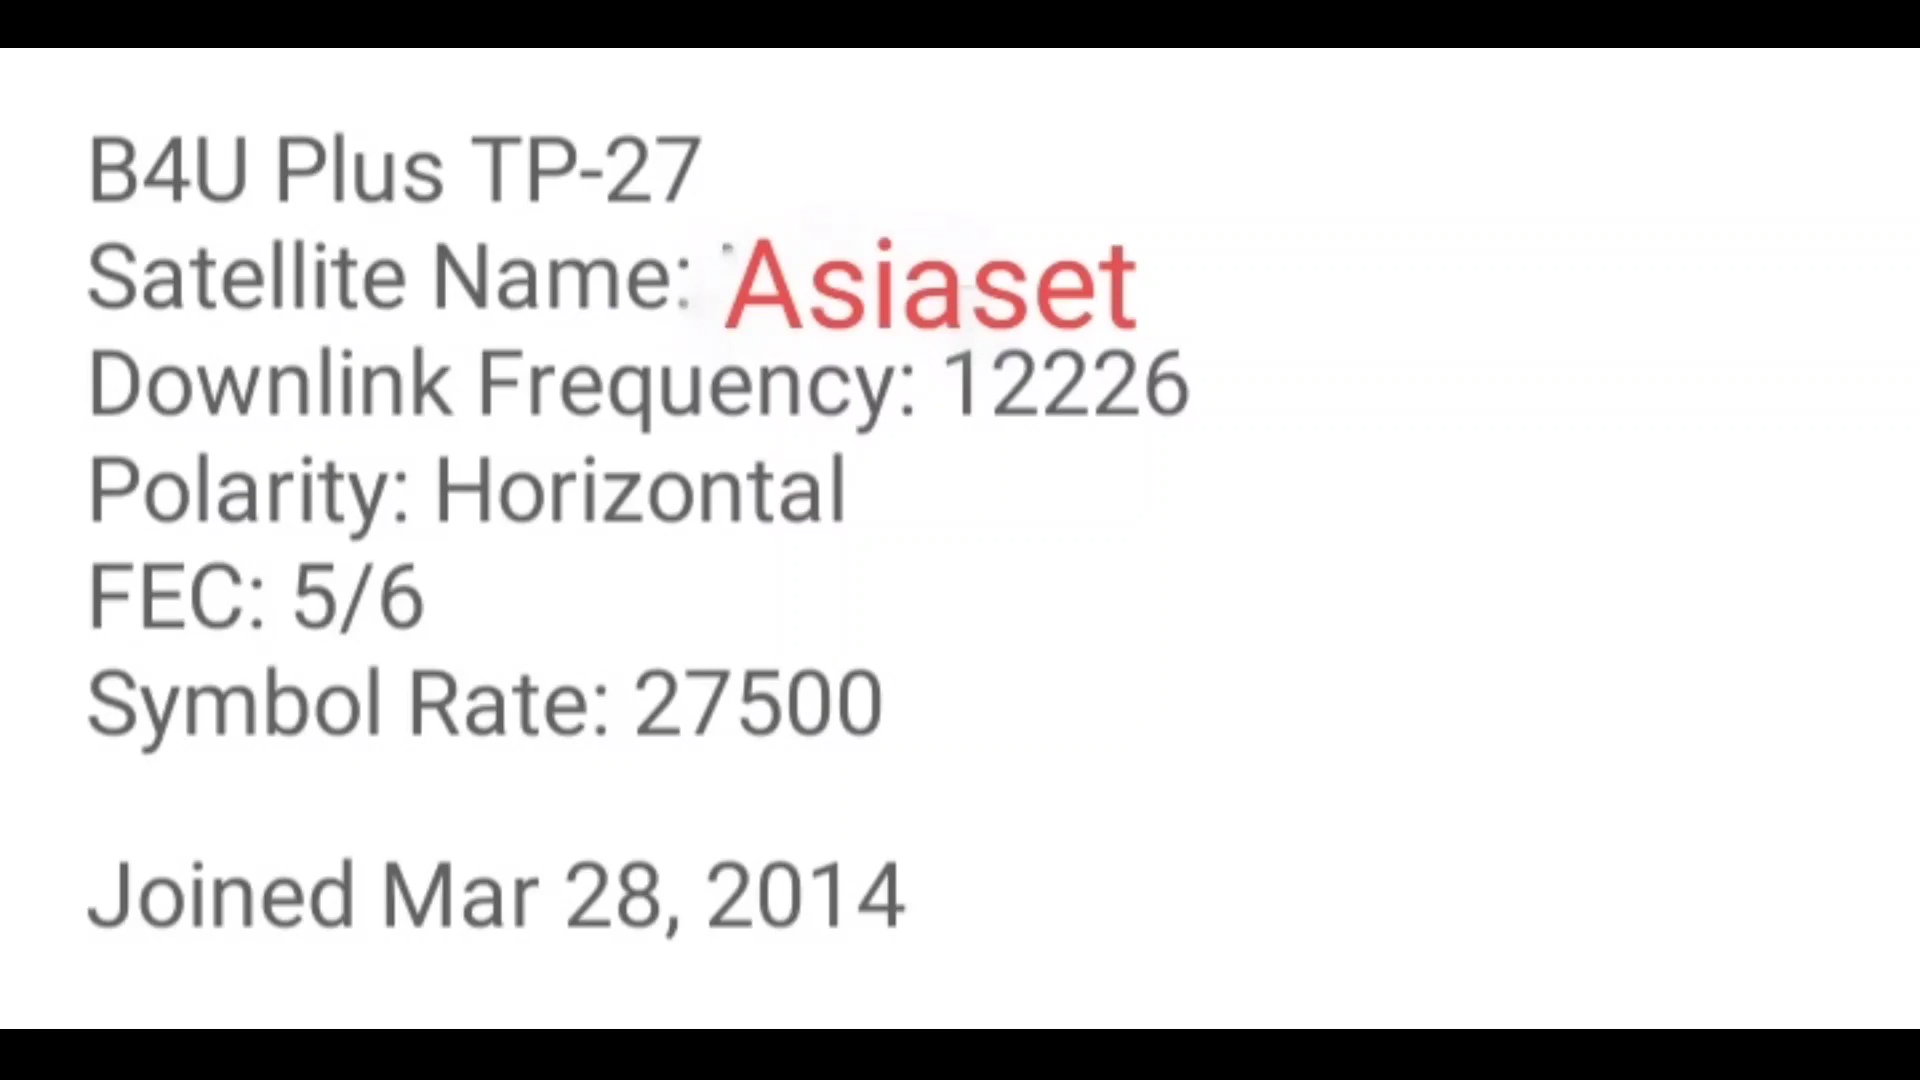 B4U Plus TP-27
Satellite Name: Asiaset
Downlink Frequency: 12226
Polarity: Horizontal
FEC: 5/6
Symbol Rate: 27500
Joined Mar 28, 2014